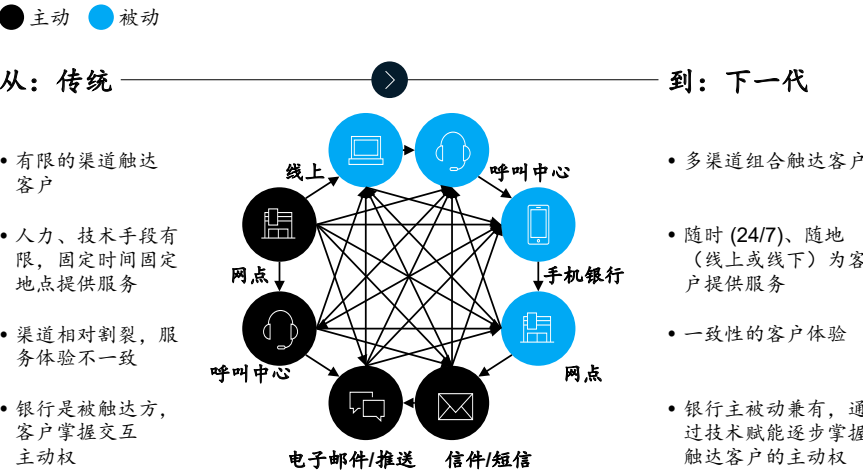 主动 被动
从：传统
到：下一代
• 有限的渠道触达
客户
• 人力、技术手段有
限，固定时间固定
地点提供服务
• 渠道相对割裂，服
务体验不一致
• 银行是被触达方，
客户掌握交互
主动权
线上
呼叫中心
网点
手机银行
呼叫中心
网点
电子邮件/推送
信件/短信
• 多渠道组合触达客户
• 随时 (24/7)、随地
（线上或线下）为客
户提供服务
• 一致性的客户体验
• 银行主被动兼有，通
过技术赋能逐步掌握
触达客户的主动权